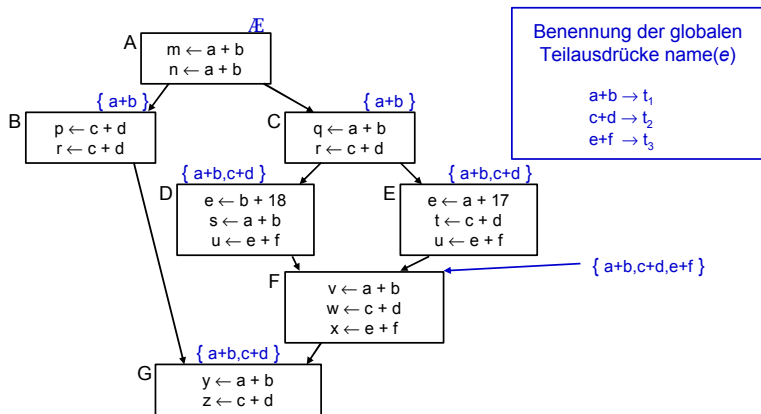 Æ
A
m ← a + b
n ← a + b
Benennung der globalen
Teilausdrücke name(e)
a+b → t₁
c+d → t₂
e+f → t₃
{ a+b }
B
p ← c + d
r ← c + d
{ a+b }
C
q ← a + b
r ← c + d
{ a+b,c+d }
D
e ← b + 18
s ← a + b
u ← e + f
{ a+b,c+d }
E
e ← a + 17
t ← c + d
u ← e + f
{ a+b,c+d,e+f }
F
v ← a + b
w ← c + d
x ← e + f
{ a+b,c+d }
G
y ← a + b
z ← c + d